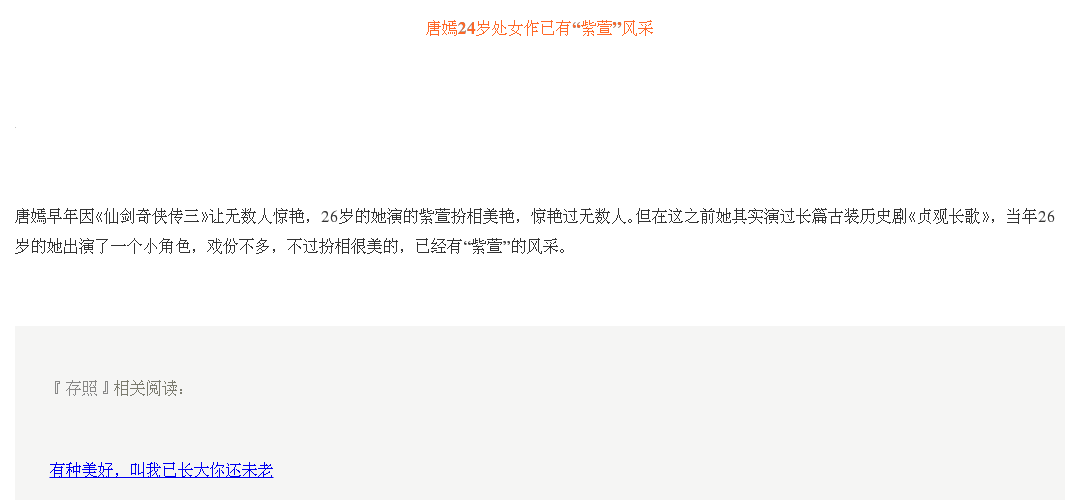 唐嫣24岁处女作已有“紫萱”风采
唐嫣早年因《仙剑奇侠传三》让无数人惊艳，26岁的她演的紫萱扮相美艳，惊艳过无数人。但在这之前她其实演过长篇古装历史剧《贞观长歌》，当年26
岁的她出演了一个小角色，戏份不多，不过扮相很美的，已经有“紫萱”的风采。
『存照』相关阅读：
有种美好，叫我已长大你还未老